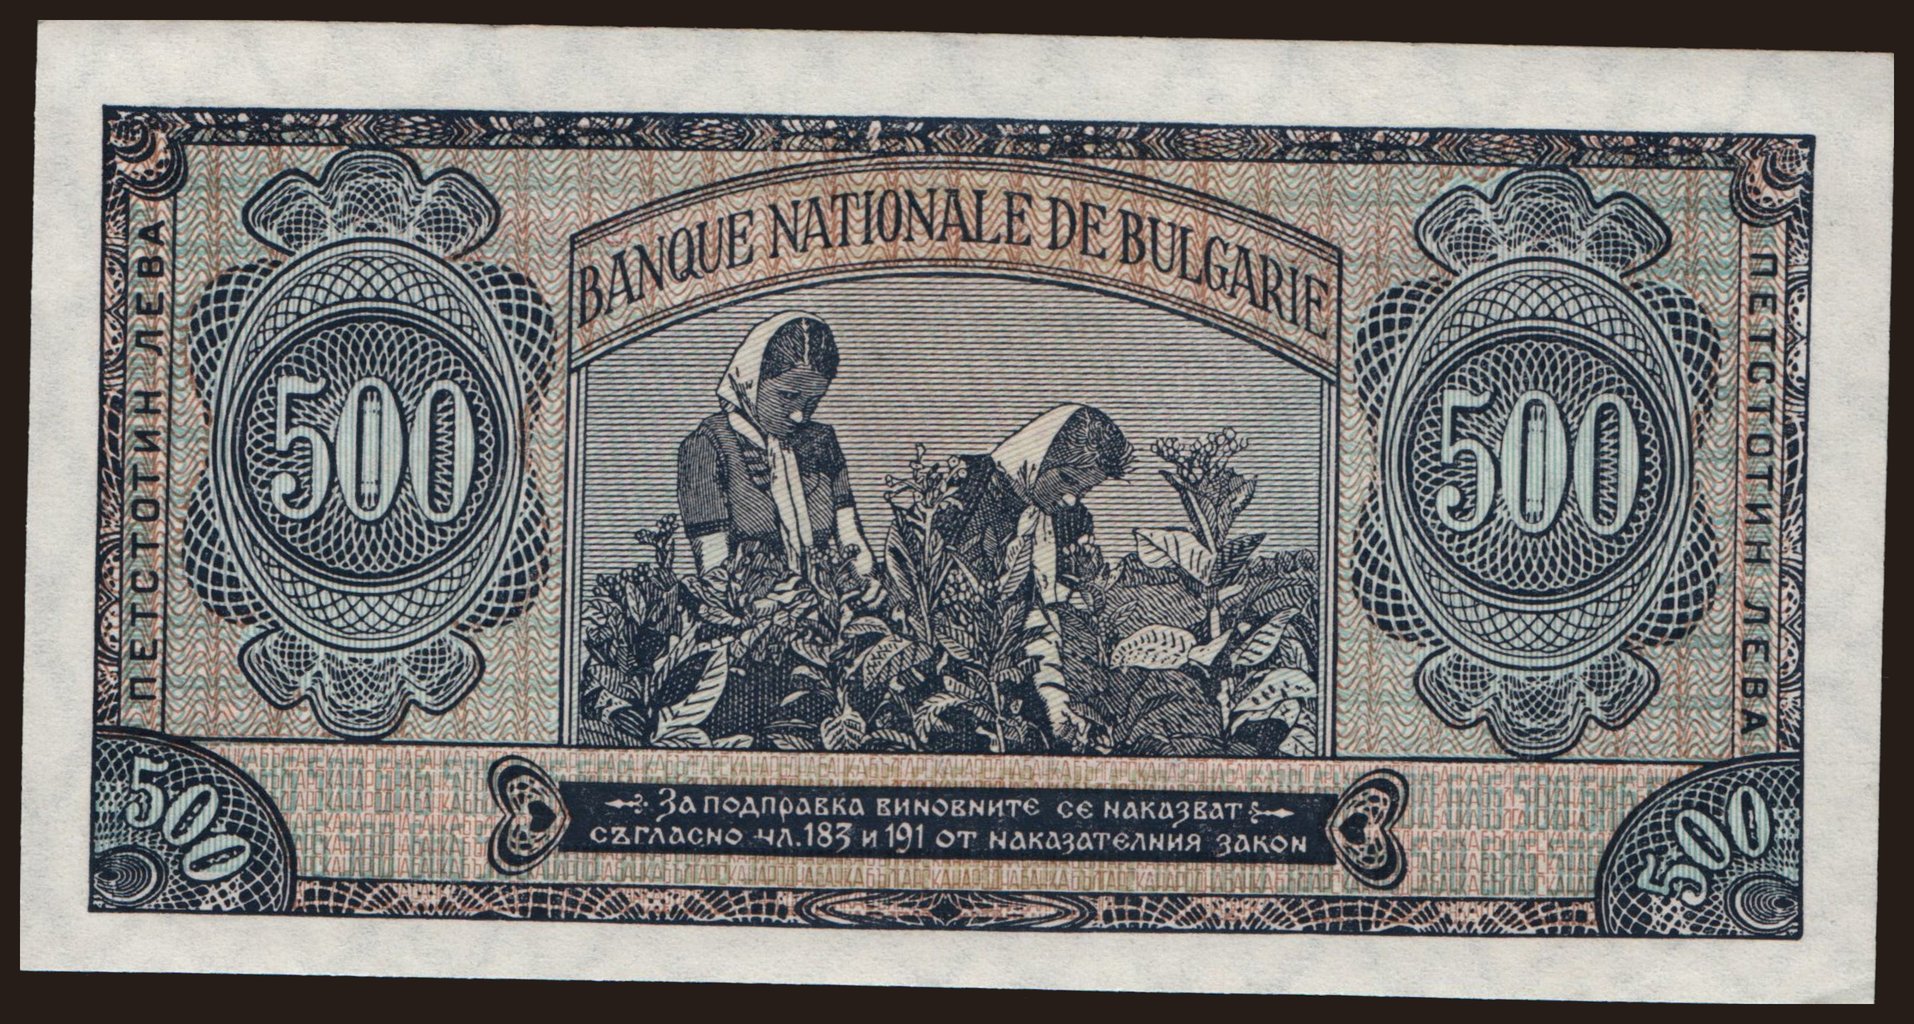 BANQUE NATIONALE DE BULGARIE
ПЕТСТОТИН ЛЕВА
500
500
ПЕТСТОТИН ЛЕВА
500
За подправка виновните се наказват
съгласно чл. 183 и 191 от наказателния закон
500